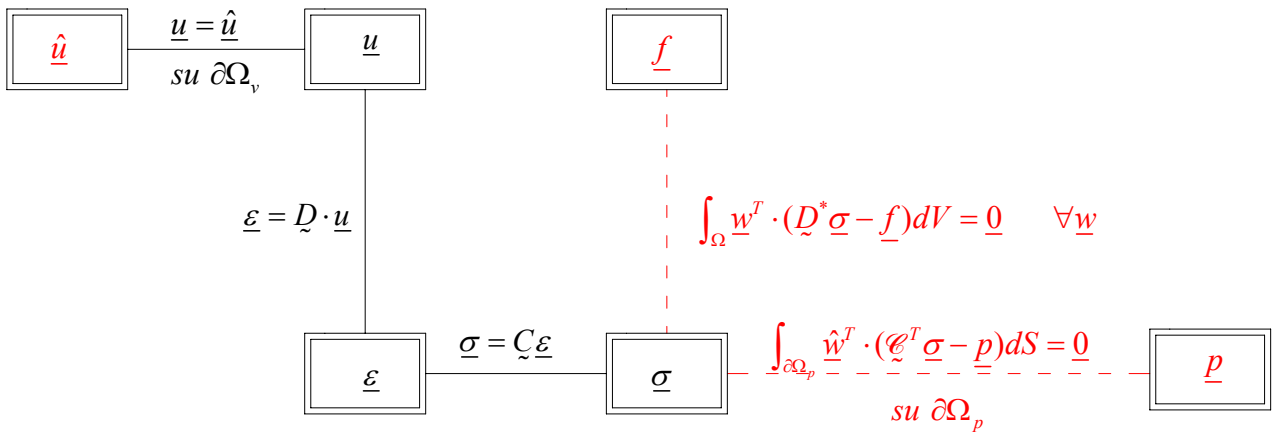 û
u = û
su ∂Ω_v
u
f
ε = D · u
∫_Ω w^T · (D^* σ − f)dV = 0 ∀w
ε
σ = C ε
σ
∫_{∂Ω_p} ŵ^T · (𝒞^T σ − p)dS = 0
su ∂Ω_p
p